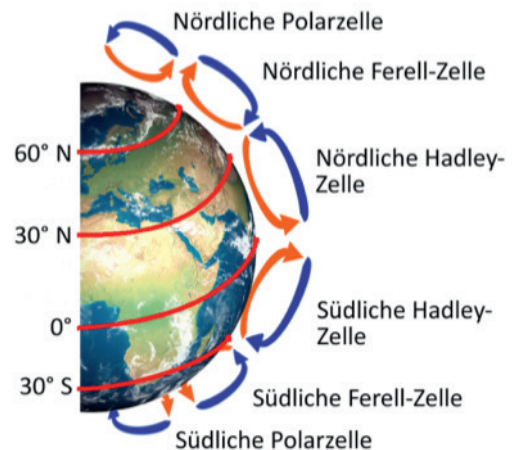 Nördliche Polarzelle
Nördliche Ferell-Zelle
Nördliche Hadley-
Zelle
60° N
30° N
0°
30° S
Südliche Hadley-
Zelle
Südliche Ferell-Zelle
Südliche Polarzelle